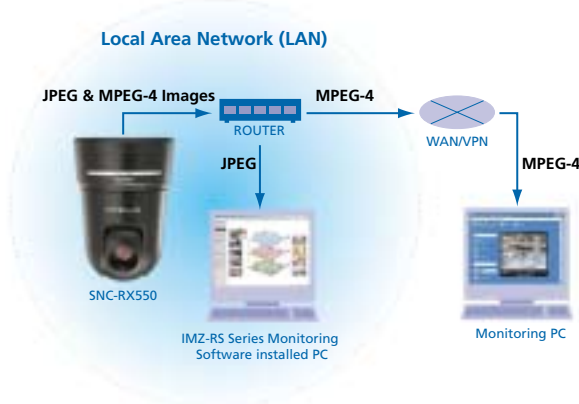 Local Area Network (LAN)
JPEG & MPEG-4 Images
MPEG-4
ROUTER
WAN/VPN
JPEG
MPEG-4
SNC-RX550
IMZ-RS Series Monitoring
Software installed PC
Monitoring PC